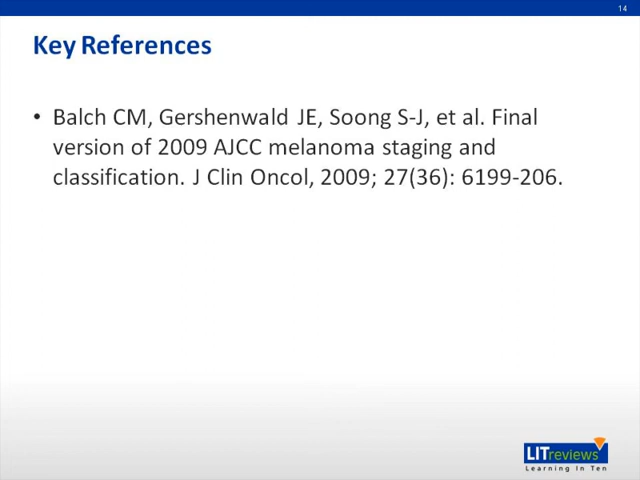 14
Key References
• Balch CM, Gershenwald JE, Soong S-J, et al. Final
version of 2009 AJCC melanoma staging and
classification. J Clin Oncol, 2009; 27(36): 6199-206.
LITreviews
Learning In Ten